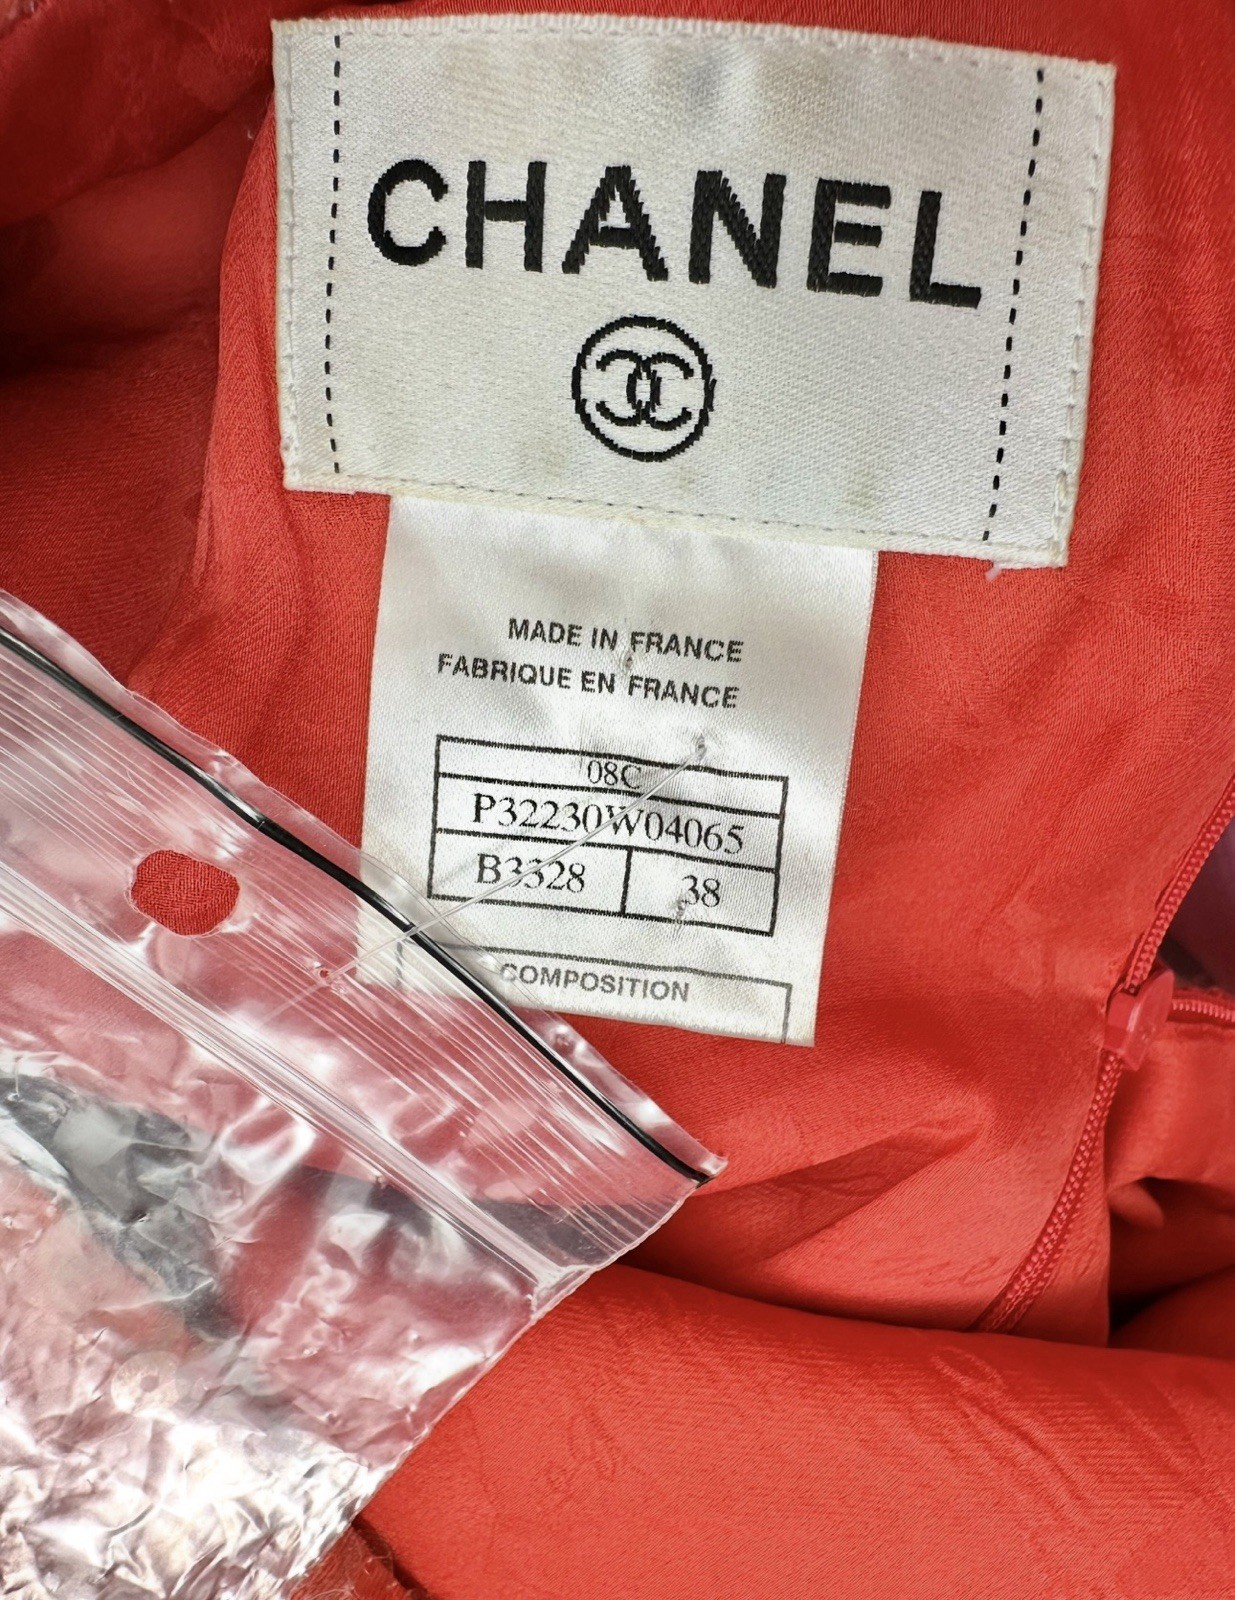 CHANEL
MADE IN FRANCE
FABRIQUE EN FRANCE
08C
P32230W04065
B3328 38
COMPOSITION